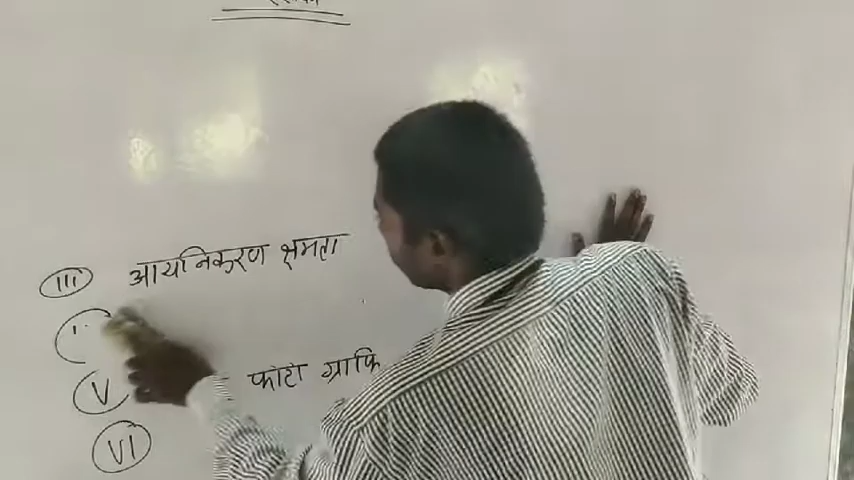 (III) आयनिकरण क्षमता
(V) फोटो ग्राफि
(VI)